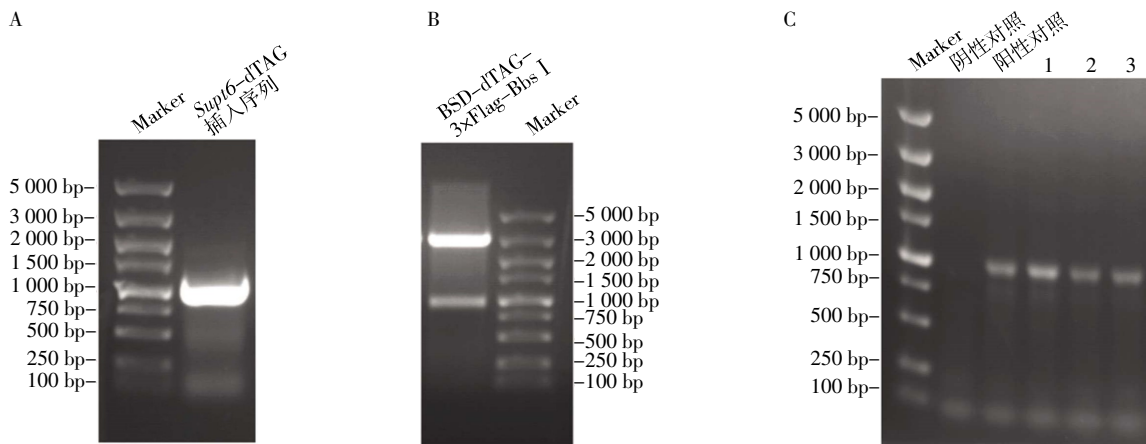 A
Marker
Supt6-dTAG
插入序列
5 000 bp-
3 000 bp-
2 000 bp-
1 500 bp-
1 000 bp-
750 bp-
500 bp-
250 bp-
100 bp-
B
BSD-dTAG-
3×Flag-Bbs I
Marker
-5 000 bp
-3 000 bp
-2 000 bp
-1 500 bp
-1 000 bp
-750 bp
-500 bp
-250 bp
-100 bp
C
Marker
阴性对照
阳性对照
1
2
3
5 000 bp-
3 000 bp-
2 000 bp-
1 500 bp-
1 000 bp-
750 bp-
500 bp-
250 bp-
100 bp-